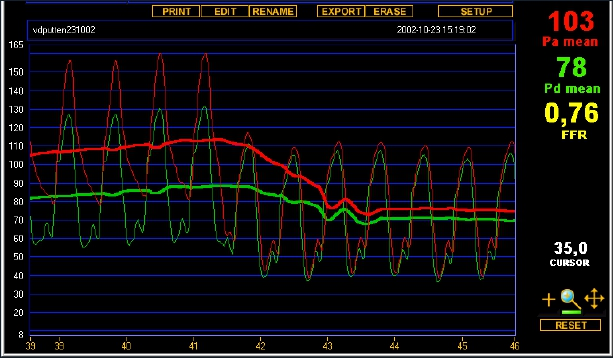 PRINT EDIT RENAME EXPORT ERASE SETUP
vdputten231002 2002-10-23 15:19:02
103
Pa mean
78
Pd mean
0,76
FFR
35,0
CURSOR
RESET
165
150
140
130
120
110
100
90
80
70
60
50
40
30
20
8
39 39 40 41 42 43 44 45 46